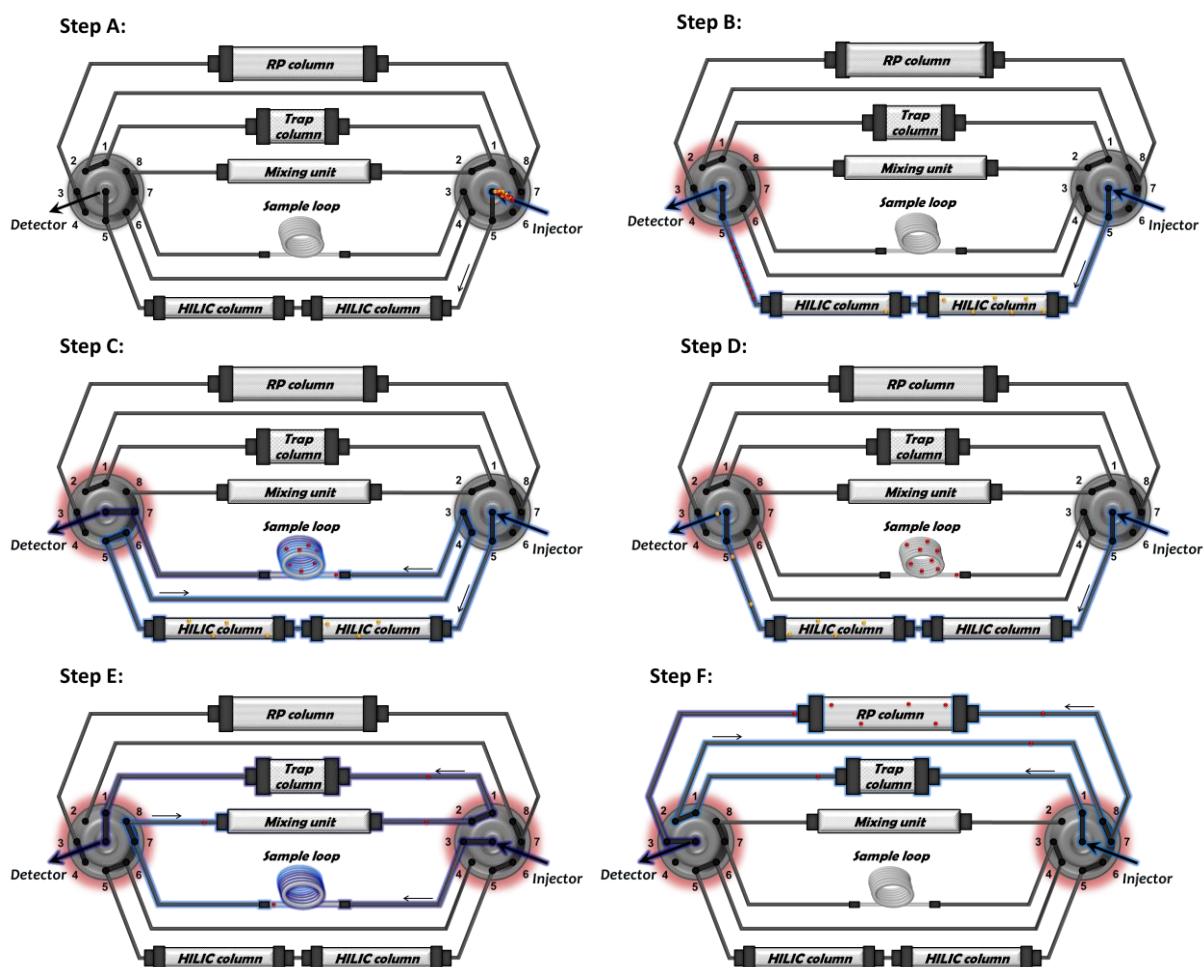 Step A:
RP column
Trap
column
1 1
2 8 2 8
Mixing unit
3 7 3 7
Sample loop
4 6 4 6
Detector 5 5 Injector
HILIC column HILIC column
Step B:
RP column
Trap
column
1 1
2 8 2 8
Mixing unit
3 7 3 7
Sample loop
4 6 4 6
Detector 5 5 Injector
HILIC column HILIC column
Step C:
RP column
Trap
column
1 1
2 8 2 8
Mixing unit
3 7 3 7
Sample loop
4 6 4 6
Detector 5 5 Injector
HILIC column HILIC column
Step D:
RP column
Trap
column
1 1
2 8 2 8
Mixing unit
3 7 3 7
Sample loop
4 6 4 6
Detector 5 5 Injector
HILIC column HILIC column
Step E:
RP column
Trap
column
1 1
2 8 2 8
Mixing unit
3 7 3 7
Sample loop
4 6 4 6
Detector 5 5 Injector
HILIC column HILIC column
Step F:
RP column
Trap
column
1 1
2 8 2 8
Mixing unit
3 7 3 7
Sample loop
4 6 4 6
Detector 5 5 Injector
HILIC column HILIC column